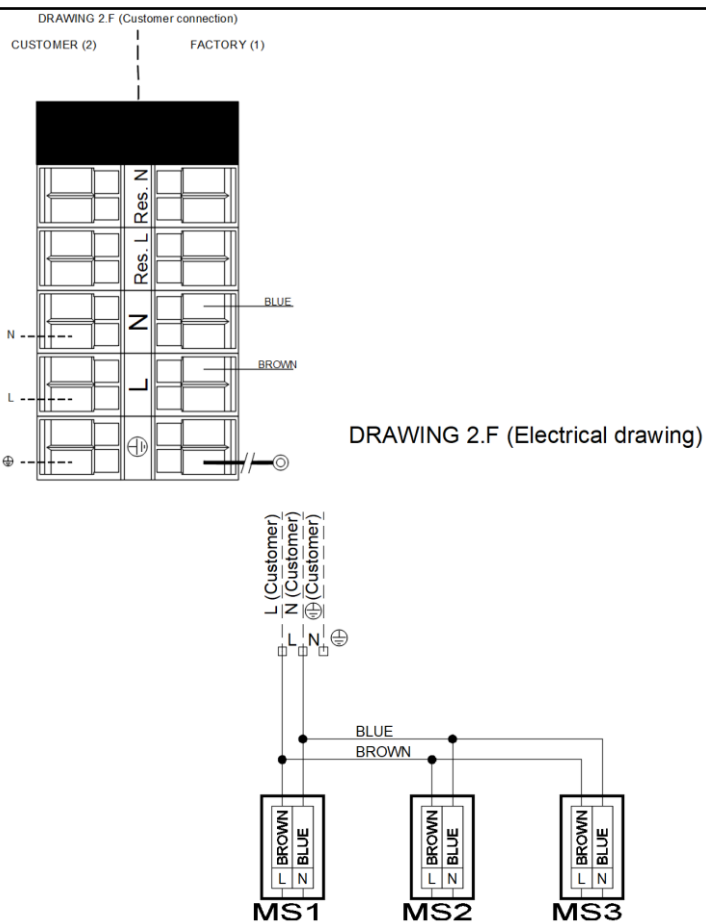 DRAWING 2.F (Customer connection)
CUSTOMER (2)
FACTORY (1)
Res. N
Res. L
N
BLUE
N
L
BROWN
L
DRAWING 2.F (Electrical drawing)
L (Customer)
N (Customer)
(Customer)
L N
BLUE
BROWN
BROWN BLUE
L N
MS1
BROWN BLUE
L N
MS2
BROWN BLUE
L N
MS3